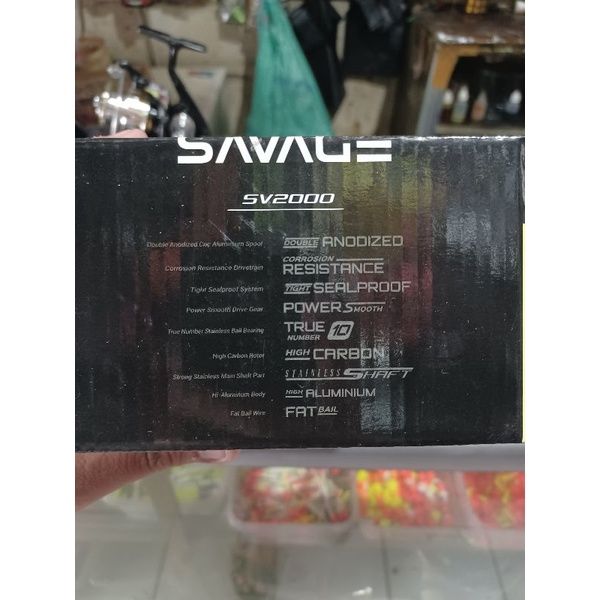 SAVAGE
SV2000
Double Anodized Cnc Aluminium Spool DOUBLE ANODIZED
Corrosion Resistance Drivetrain CORROSION RESISTANCE
Tight Sealproof System TIGHT SEALPROOF
Power Smooth Drive Gear POWER SMOOTH
True Number Stainless Ball Bearing TRUE NUMBER 10
High Carbon Rotor HIGH CARBON
Strong Stainless Main Shaft Part STAINLESS SHAFT
Hi-Aluminium Body HIGH ALUMINIUM
Fat Bail Wire FAT BAIL